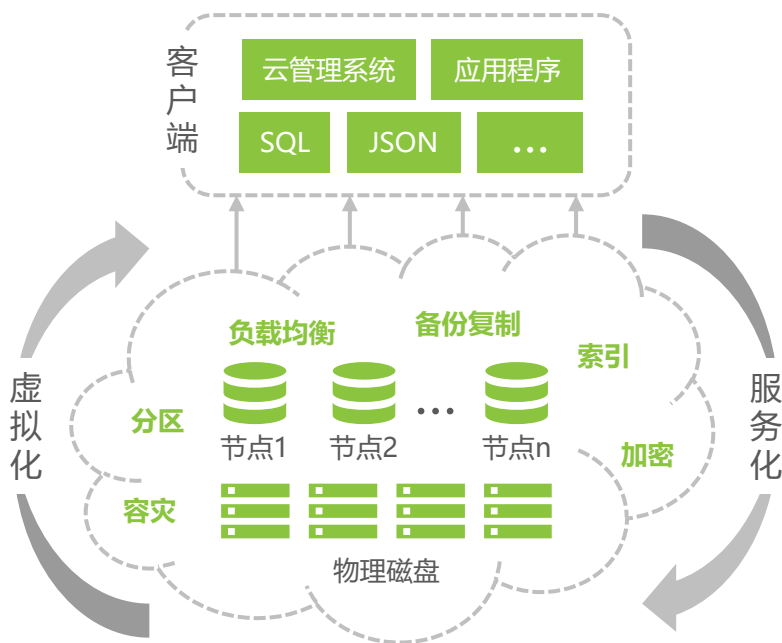 客户端
云管理系统
应用程序
SQL
JSON
...
负载均衡
备份复制
索引
虚拟化
服务化
分区
...
节点1
节点2
节点n
加密
容灾
物理磁盘